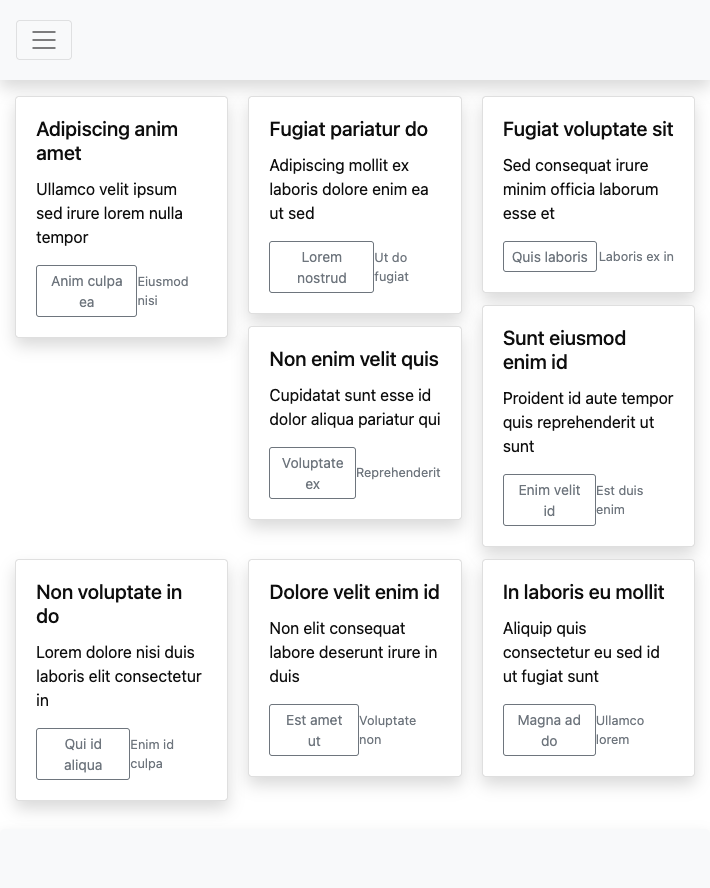 Adipiscing anim
amet
Ullamco velit ipsum
sed irure lorem nulla
tempor
Anim culpa
ea
Eiusmod
nisi
Fugiat pariatur do
Adipiscing mollit ex
laboris dolore enim ea
ut sed
Lorem
nostrud
Ut do
fugiat
Fugiat voluptate sit
Sed consequat irure
minim officia laborum
esse et
Quis laboris
Laboris ex in
Non enim velit quis
Cupidatat sunt esse id
dolor aliqua pariatur qui
Voluptate
ex
Reprehenderit
Sunt eiusmod
enim id
Proident id aute tempor
quis reprehenderit ut
sunt
Enim velit
id
Est duis
enim
Non voluptate in
do
Lorem dolore nisi duis
laboris elit consectetur
in
Qui id
aliqua
Enim id
culpa
Dolore velit enim id
Non elit consequat
labore deserunt irure in
duis
Est amet
ut
Voluptate
non
In laboris eu mollit
Aliquip quis
consectetur eu sed id
ut fugiat sunt
Magna ad
do
Ullamco
lorem